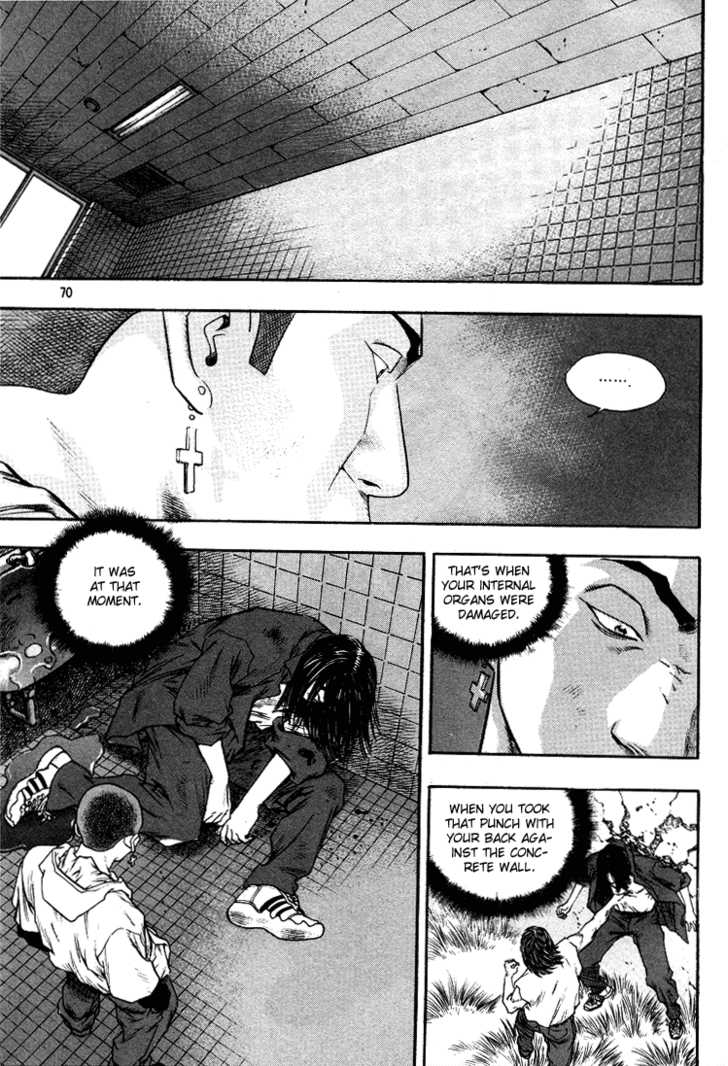 70
.......
THAT'S WHEN
YOUR INTERNAL
ORGANS WERE
DAMAGED.
IT WAS
AT THAT
MOMENT.
WHEN YOU TOOK
THAT PUNCH WITH
YOUR BACK AGA-
INST THE CONC-
RETE WALL.